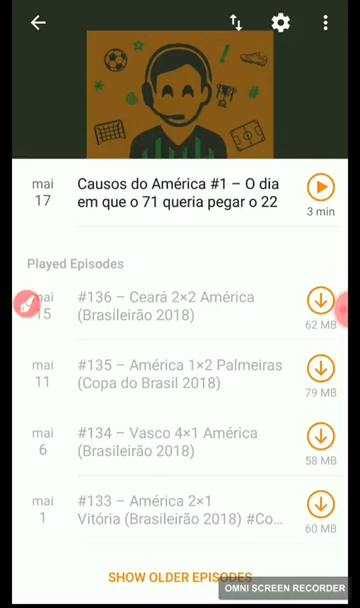 mai
17
Causos do América #1 – O dia
em que o 71 queria pegar o 22
3 min
Played Episodes
mai
15
#136 – Ceará 2×2 América
(Brasileirão 2018)
62 MB
mai
11
#135 – América 1×2 Palmeiras
(Copa do Brasil 2018)
79 MB
mai
6
#134 – Vasco 4×1 América
(Brasileirão 2018)
58 MB
mai
1
#133 – América 2×1
Vitória (Brasileirão 2018) #Co...
60 MB
SHOW OLDER EPISODES
OMNI SCREEN RECORDER